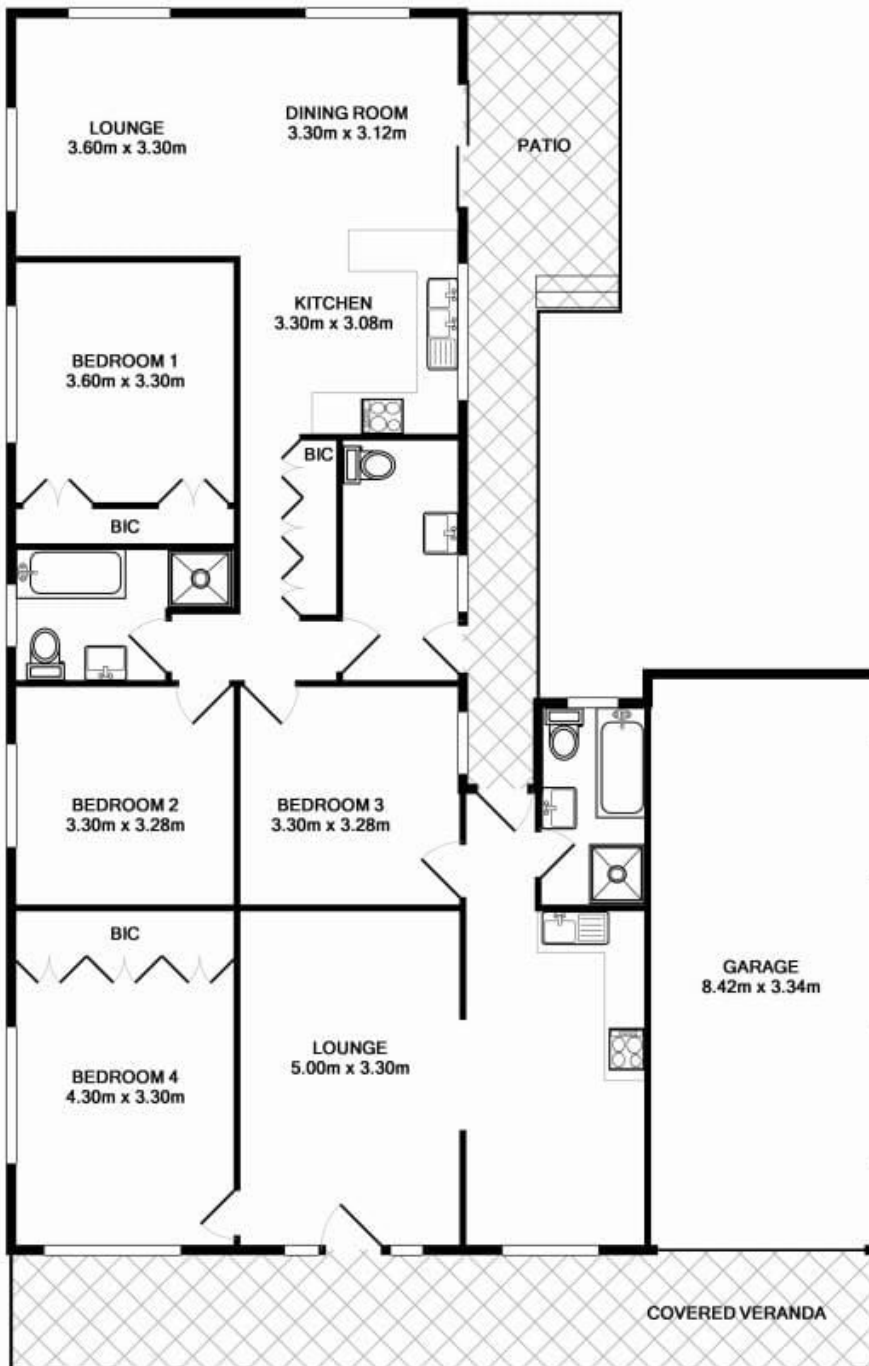 LOUNGE
3.60m x 3.30m
DINING ROOM
3.30m x 3.12m
PATIO
KITCHEN
3.30m x 3.08m
BEDROOM 1
3.60m x 3.30m
BIC
BIC
BEDROOM 2
3.30m x 3.28m
BEDROOM 3
3.30m x 3.28m
BIC
GARAGE
8.42m x 3.34m
LOUNGE
5.00m x 3.30m
BEDROOM 4
4.30m x 3.30m
COVERED VERANDA